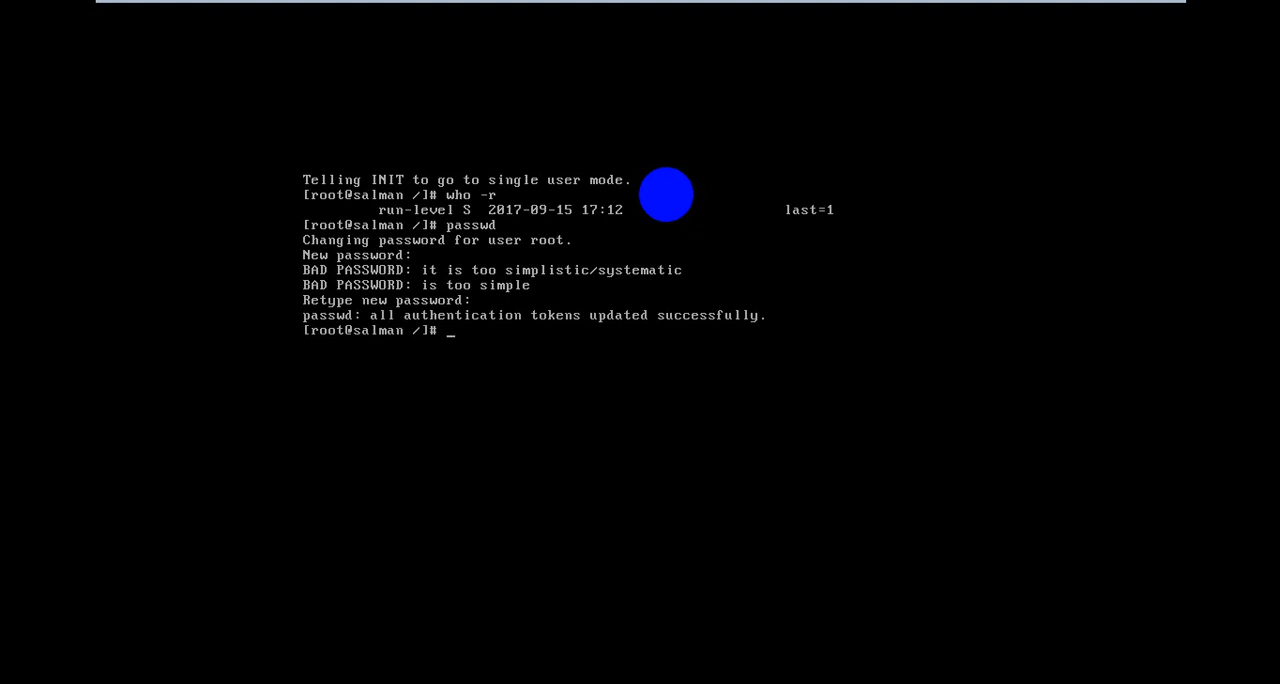 Telling INIT to go to single user mode.
[root@salman /]# who -r
run-level S 2017-09-15 17:12 last=1
[root@salman /]# passwd
Changing password for user root.
New password:
BAD PASSWORD: it is too simplistic/systematic
BAD PASSWORD: is too simple
Retype new password:
passwd: all authentication tokens updated successfully.
[root@salman /]# _